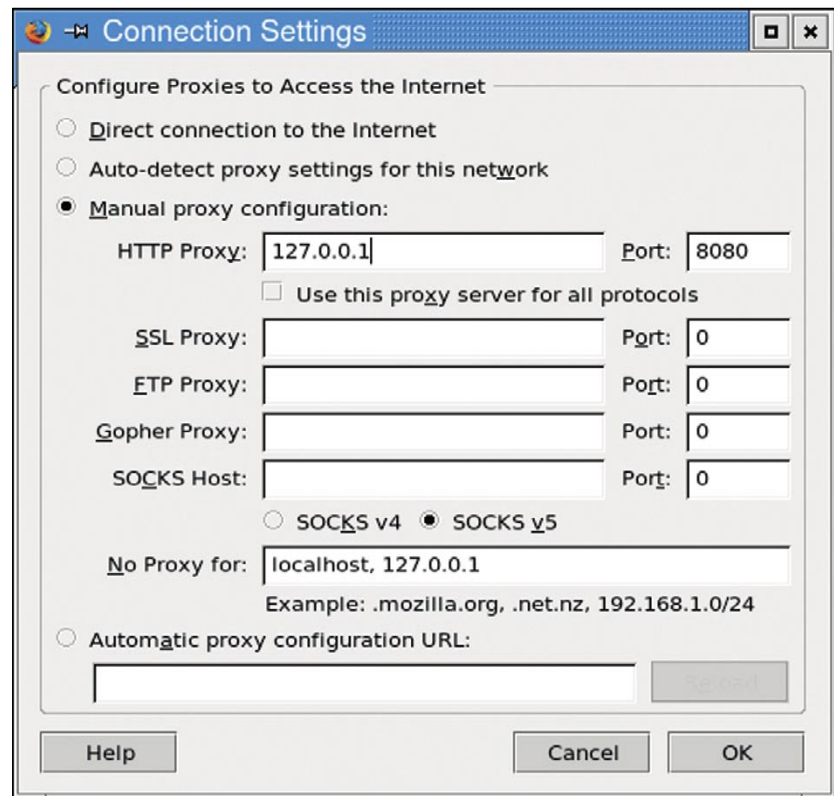 Connection Settings
Configure Proxies to Access the Internet
Direct connection to the Internet
Auto-detect proxy settings for this network
Manual proxy configuration:
HTTP Proxy: 127.0.0.1 Port: 8080
Use this proxy server for all protocols
SSL Proxy: Port: 0
FTP Proxy: Port: 0
Gopher Proxy: Port: 0
SOCKS Host: Port: 0
SOCKS v4 SOCKS v5
No Proxy for: localhost, 127.0.0.1
Example: .mozilla.org, .net.nz, 192.168.1.0/24
Automatic proxy configuration URL:
Reload
Help Cancel OK